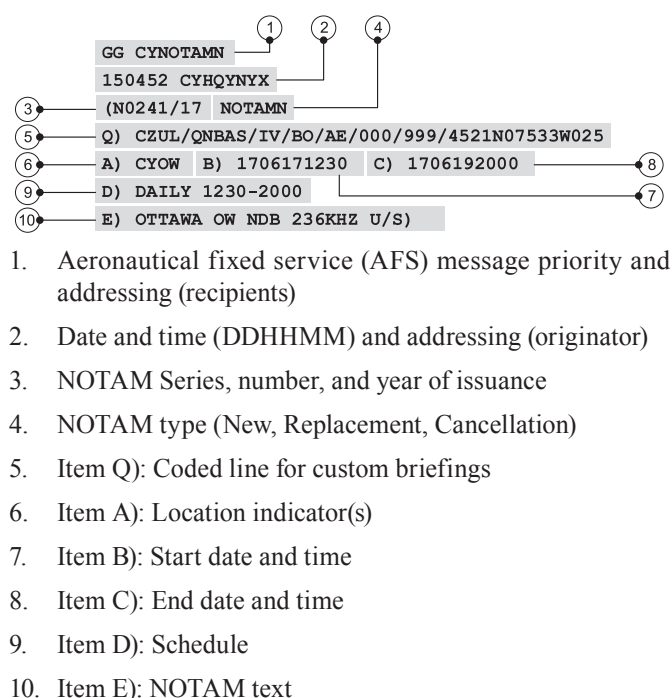 1 2 4
GG CYNOTAMN
150452 CYHQYNYX
3 (N0241/17 NOTAMN
5 Q) CZUL/QNBAS/IV/BO/AE/000/999/4521N07533W025
6 A) CYOW B) 1706171230 C) 1706192000 8
9 D) DAILY 1230-2000 7
10 E) OTTAWA OW NDB 236KHZ U/S)
1. Aeronautical fixed service (AFS) message priority and
addressing (recipients)
2. Date and time (DDHHMM) and addressing (originator)
3. NOTAM Series, number, and year of issuance
4. NOTAM type (New, Replacement, Cancellation)
5. Item Q): Coded line for custom briefings
6. Item A): Location indicator(s)
7. Item B): Start date and time
8. Item C): End date and time
9. Item D): Schedule
10. Item E): NOTAM text